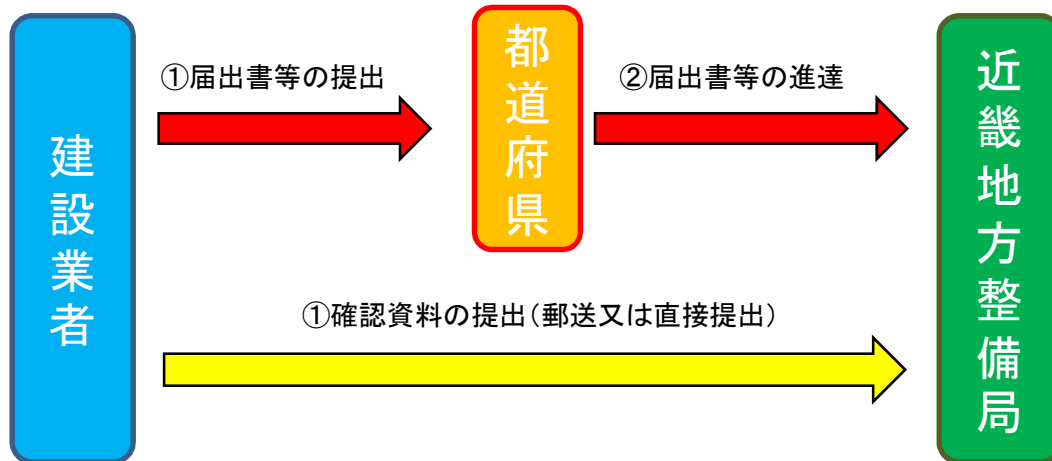 建設業者
①届出書等の提出
都道府県
②届出書等の進達
近畿地方整備局
①確認資料の提出（郵送又は直接提出）